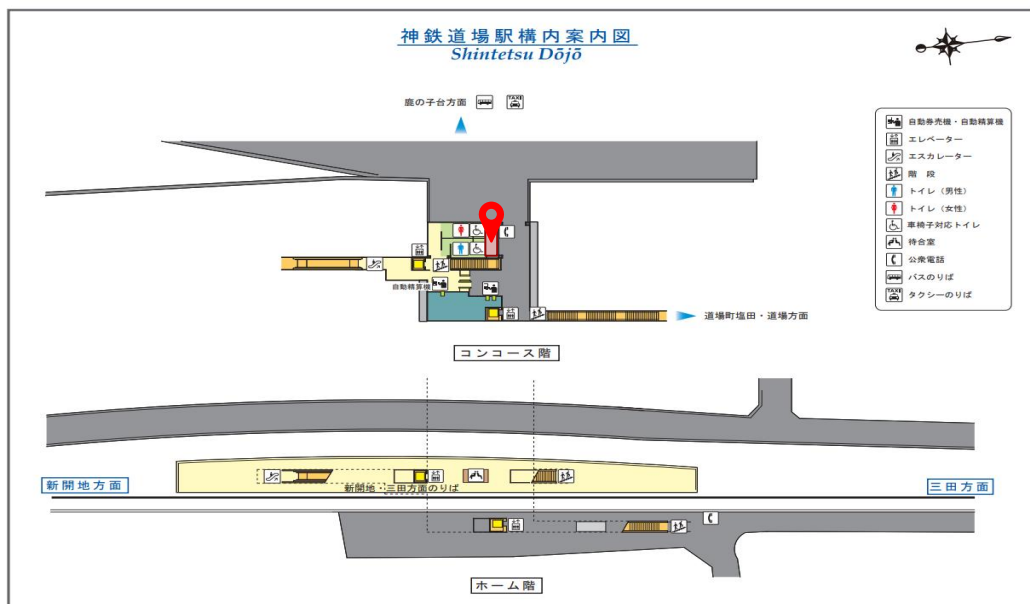 神鉄道場駅構内案内図
Shintetsu Dōjō
鹿の子台方面
TAXI
自動券売機・自動精算機
エレベーター
エスカレーター
階 段
トイレ（男性）
トイレ（女性）
車椅子対応トイレ
待合室
公衆電話
バスのりば
TAXI
タクシーのりば
自動精算機
道場町塩田・道場方面
コンコース階
新開地方面
新開地・三田方面のりば
三田方面
ホーム階